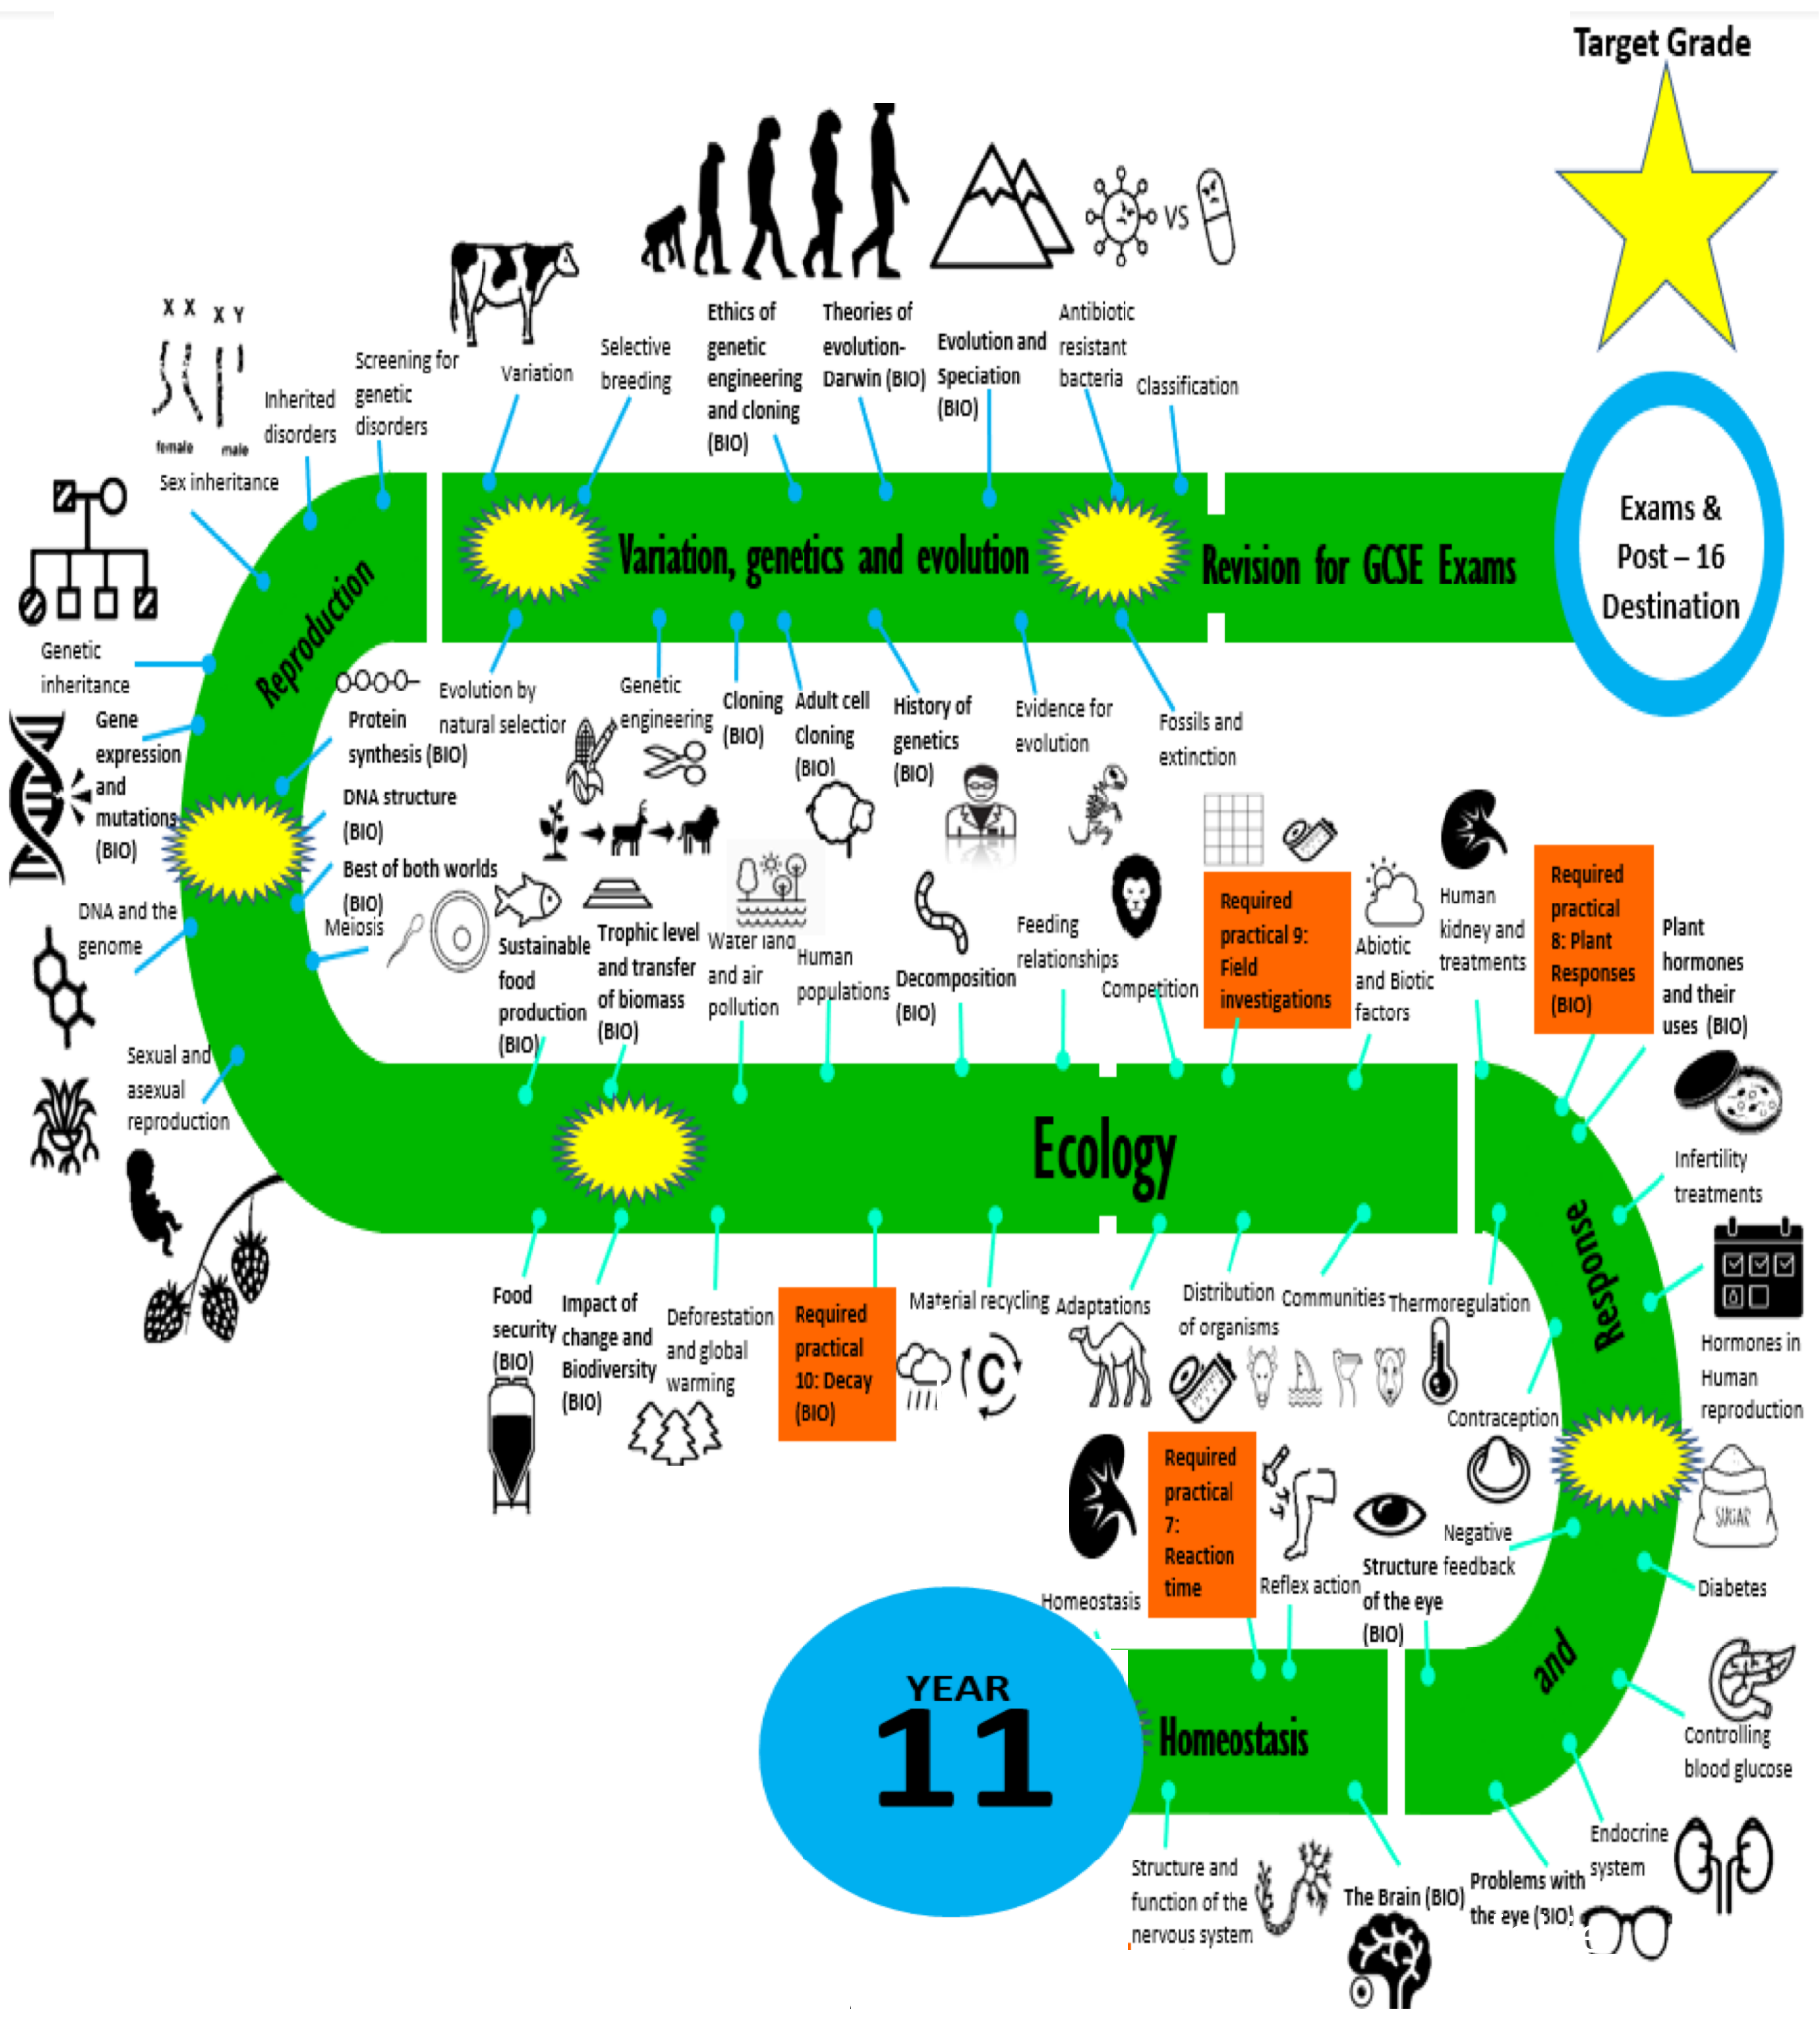 Target Grade
VS
Ethics of
genetic
engineering
and cloning
(BIO)
Theories of
evolution-
Darwin (BIO)
Evolution and
Speciation
(BIO)
Antibiotic
resistant
bacteria
Classification
Selective
breeding
Variation
Screening for
genetic
disorders
Inherited
disorders
X X
X Y
female
male
Sex inheritance
Variation, genetics and evolution
Revision for GCSE Exams
Exams &
Post – 16
Destination
Reproduction
Genetic
inheritance
Gene
expression
and
mutations
(BIO)
Protein
synthesis (BIO)
DNA structure
(BIO)
Best of both worlds
(BIO)
Meiosis
DNA and the
genome
Sexual and
asexual
reproduction
Evolution by
natural selection
Genetic
engineering
Cloning
(BIO)
Adult cell
Cloning
(BIO)
History of
genetics
(BIO)
Evidence for
evolution
Fossils and
extinction
Sustainable
food
production
(BIO)
Trophic level
and transfer
of biomass
(BIO)
Water land
and air
pollution
Human
populations
Decomposition
(BIO)
Feeding
relationships
Competition
Required
practical 9:
Field
investigations
Abiotic
and Biotic
factors
Human
kidney and
treatments
Required
practical
8: Plant
Responses
(BIO)
Plant
hormones
and their
uses (BIO)
Ecology
Infertility
treatments
Response
Food
security
(BIO)
Impact of
change and
Biodiversity
(BIO)
Deforestation
and global
warming
Required
practical
10: Decay
(BIO)
Material recycling
C
Adaptations
Distribution
of organisms
Communities
Thermoregulation
Hormones in
Human
reproduction
Contraception
SUGAR
Negative
feedback
Diabetes
Homeostasis
Required
practical
7:
Reaction
time
Reflex action
Structure
of the eye
(BIO)
and
Controlling
blood glucose
YEAR
11
Homeostasis
Structure and
function of the
nervous system
The Brain (BIO)
Problems with
the eye (BIO)
Endocrine
system